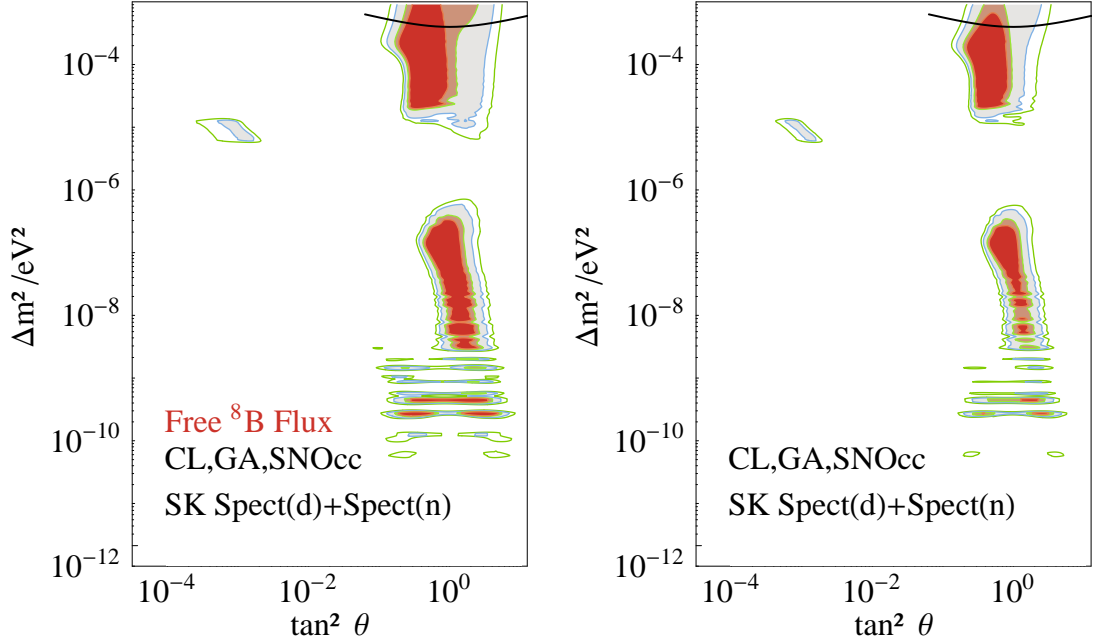 10⁻⁴
10⁻⁶
10⁻⁸
10⁻¹⁰
10⁻¹²
Δm² /eV²
Free ⁸B Flux
CL,GA,SNOcc
SK Spect(d)+Spect(n)
10⁻⁴
10⁻²
10⁰
tan² θ
10⁻⁴
10⁻⁶
10⁻⁸
10⁻¹⁰
10⁻¹²
Δm² /eV²
CL,GA,SNOcc
SK Spect(d)+Spect(n)
10⁻⁴
10⁻²
10⁰
tan² θ